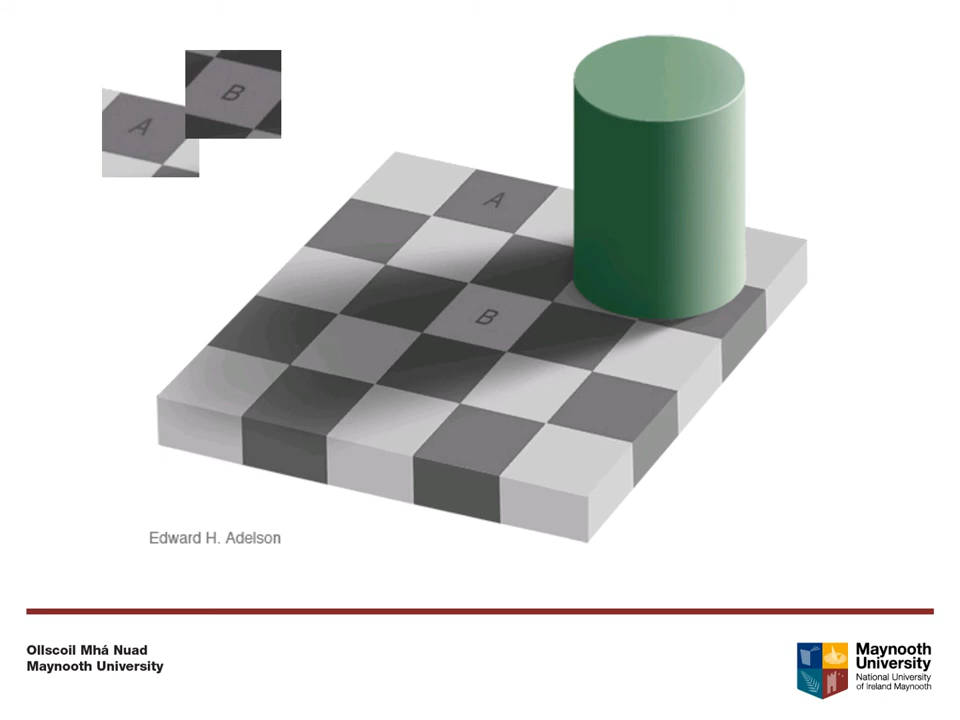 B
A
A
B
Edward H. Adelson
Ollscoil Mhá Nuad
Maynooth University
Maynooth
University
National University
of Ireland Maynooth